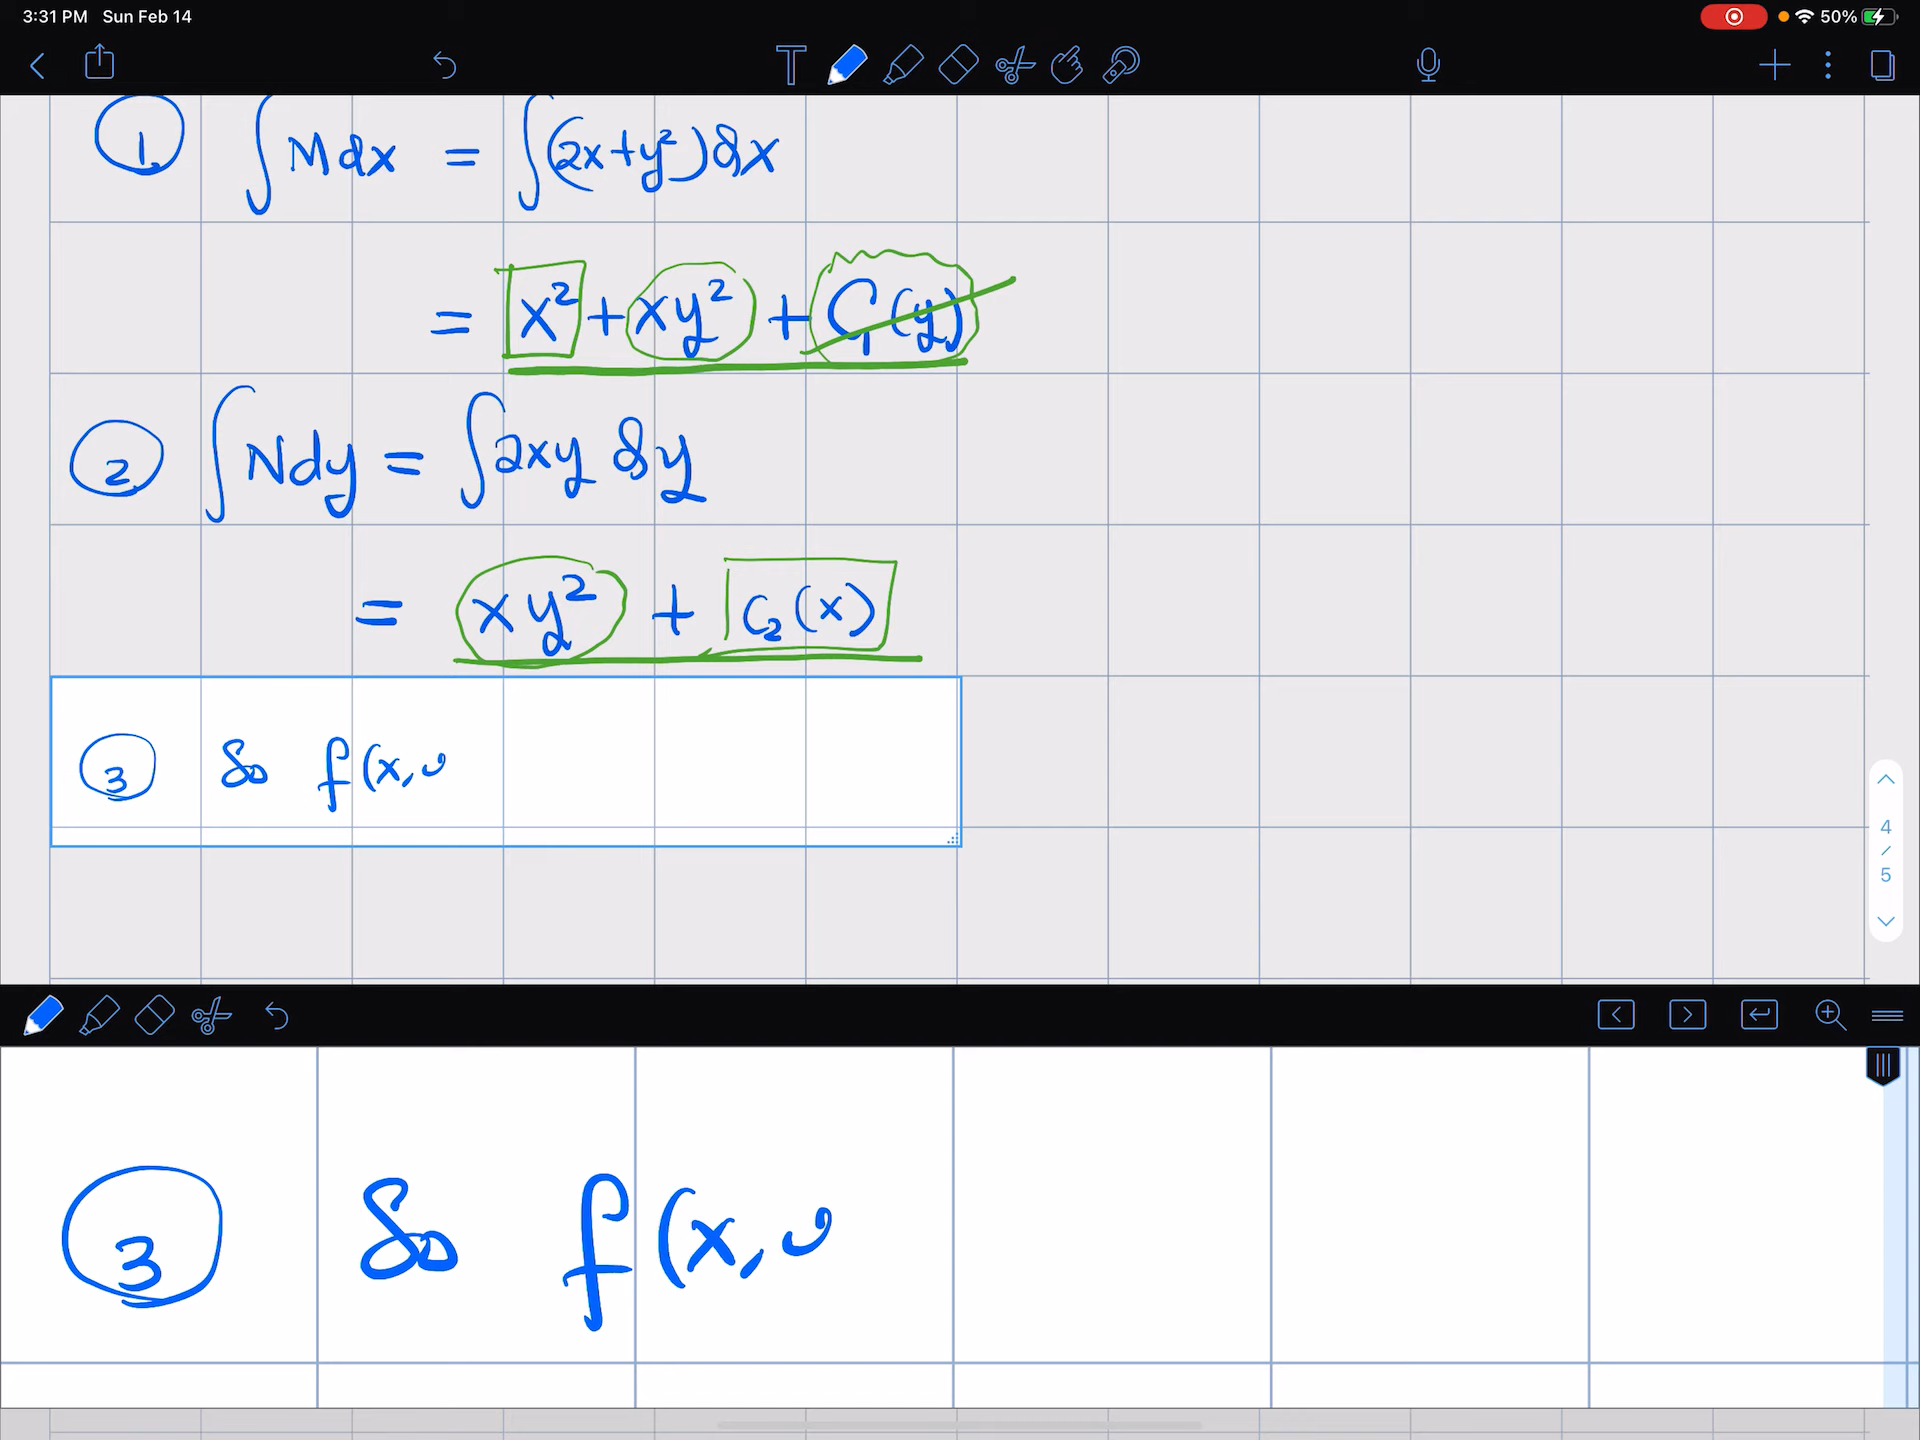 3:31 PM Sun Feb 14 50%
1 ∫Mdx = ∫(2x+y²)dx
= x² + xy² + C₁(y)
2 ∫Ndy = ∫2xy dy
= xy² + C₂(x)
3 So f(x,
4
/
5
3 So f(x,